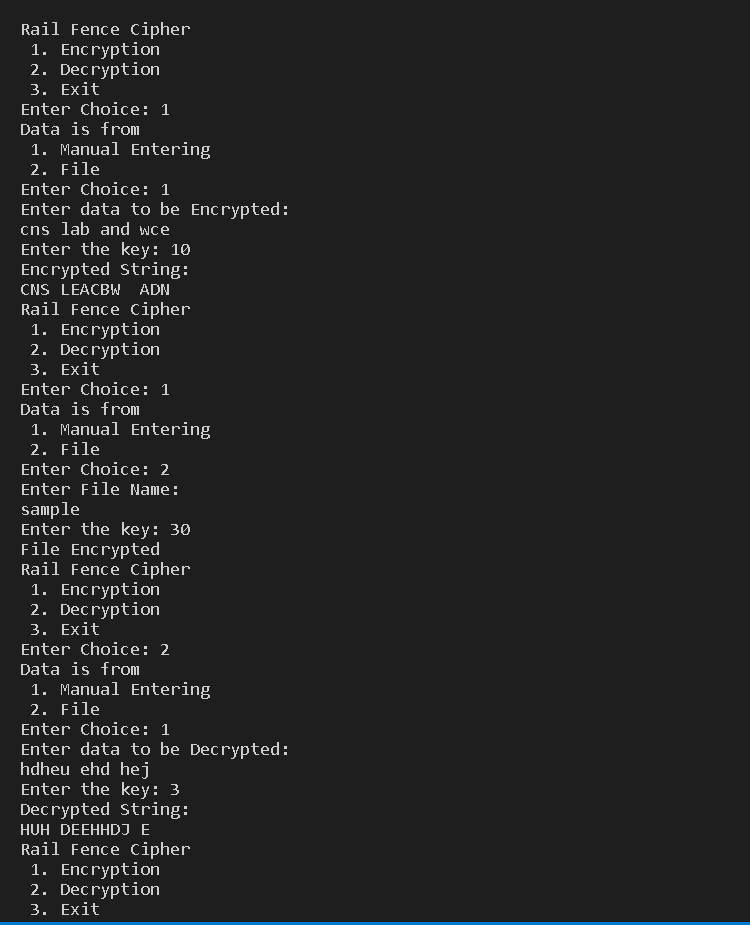 Rail Fence Cipher
 1. Encryption
 2. Decryption
 3. Exit
Enter Choice: 1
Data is from
 1. Manual Entering
 2. File
Enter Choice: 1
Enter data to be Encrypted:
cns lab and wce
Enter the key: 10
Encrypted String:
CNS LEACBW  ADN
Rail Fence Cipher
 1. Encryption
 2. Decryption
 3. Exit
Enter Choice: 1
Data is from
 1. Manual Entering
 2. File
Enter Choice: 2
Enter File Name:
sample
Enter the key: 30
File Encrypted
Rail Fence Cipher
 1. Encryption
 2. Decryption
 3. Exit
Enter Choice: 2
Data is from
 1. Manual Entering
 2. File
Enter Choice: 1
Enter data to be Decrypted:
hdheu ehd hej
Enter the key: 3
Decrypted String:
HUH DEEHHDJ E
Rail Fence Cipher
 1. Encryption
 2. Decryption
 3. Exit